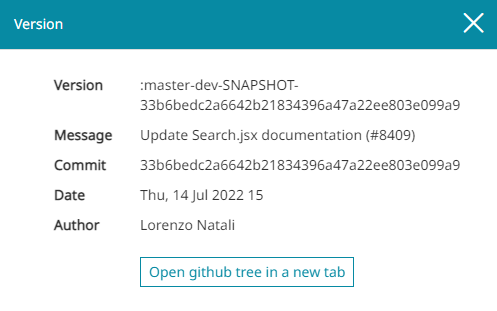 Version
Version :master-dev-SNAPSHOT-
33b6bedc2a6642b21834396a47a22ee803e099a9
Message Update Search.jsx documentation (#8409)
Commit 33b6bedc2a6642b21834396a47a22ee803e099a9
Date Thu, 14 Jul 2022 15
Author Lorenzo Natali
Open github tree in a new tab